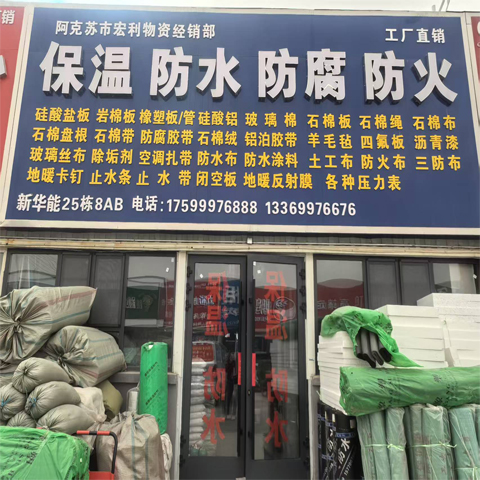 阿克苏市宏利物资经销部 工厂直销
保温 防水 防腐 防火
硅酸盐板 岩棉板 橡塑板/管 硅酸铝 玻璃棉 石棉板 石棉绳 石棉布
石棉盘根 石棉带 防腐胶带 石棉绒 铝泊胶带 羊毛毡 四氟板 沥青漆
玻璃丝布 除垢剂 空调扎带 防水布 防水涂料 土工布 防火布 三防布
地暖卡钉 止水条 止水带 闭空板 地暖反射膜 各种压力表
新华能25栋8AB 电话:17599976888 13369976676
保温 保温
防水 防水